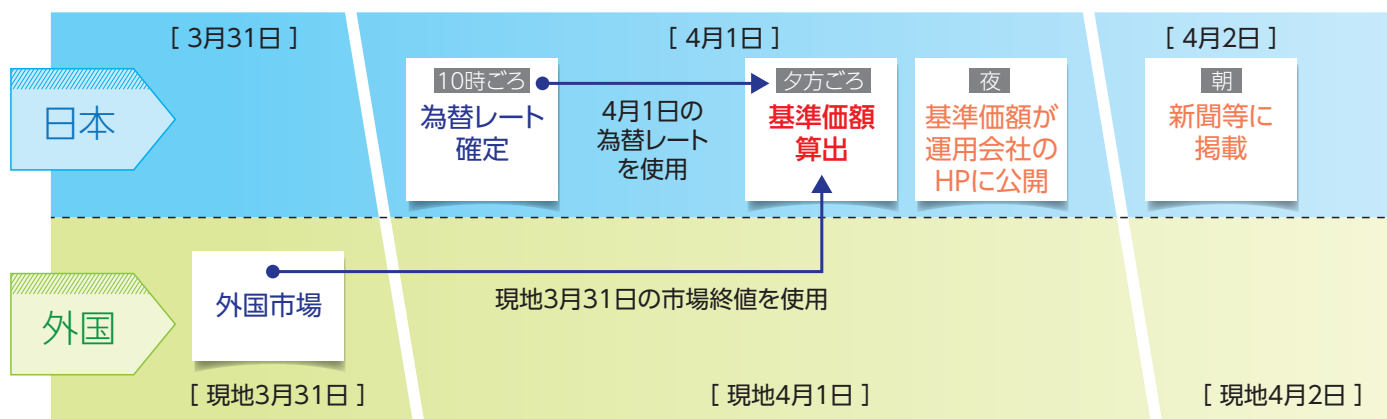 [ 3月31日 ]
[ 4月1日 ]
[ 4月2日 ]
日本
10時ごろ
為替レート
確定
4月1日の
為替レート
を使用
夕方ごろ
基準価額
算出
夜
基準価額が
運用会社の
HPに公開
朝
新聞等に
掲載
外国
外国市場
現地3月31日の市場終値を使用
[ 現地3月31日 ]
[ 現地4月1日 ]
[ 現地4月2日 ]